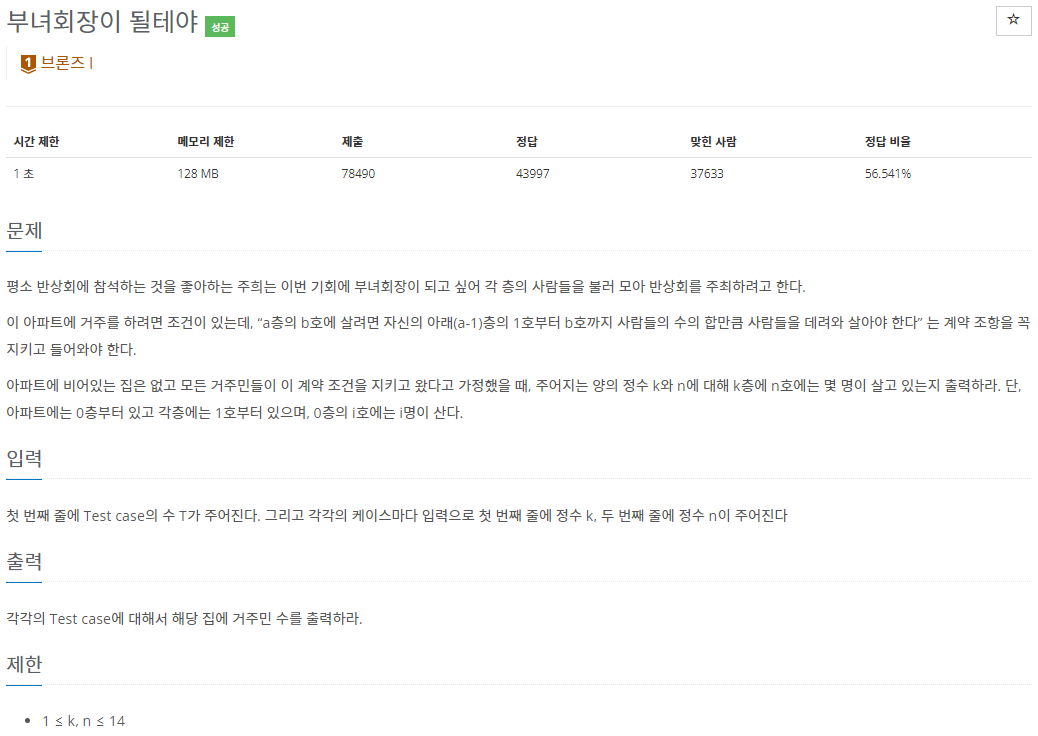 부녀회장이 될테야 성공
☆
1 브론즈 I
시간 제한 메모리 제한 제출 정답 맞힌 사람 정답 비율
1 초 128 MB 78490 43997 37633 56.541%
문제
평소 반상회에 참석하는 것을 좋아하는 주희는 이번 기회에 부녀회장이 되고 싶어 각 층의 사람들을 불러 모아 반상회를 주최하려고 한다.
이 아파트에 거주를 하려면 조건이 있는데, “a층의 b호에 살려면 자신의 아래(a-1)층의 1호부터 b호까지 사람들의 수의 합만큼 사람들을 데려와 살아야 한다” 는 계약 조항을 꼭
지키고 들어와야 한다.
아파트에 비어있는 집은 없고 모든 거주민들이 이 계약 조건을 지키고 왔다고 가정했을 때, 주어지는 양의 정수 k와 n에 대해 k층에 n호에는 몇 명이 살고 있는지 출력하라. 단,
아파트에는 0층부터 있고 각층에는 1호부터 있으며, 0층의 i호에는 i명이 산다.
입력
첫 번째 줄에 Test case의 수 T가 주어진다. 그리고 각각의 케이스마다 입력으로 첫 번째 줄에 정수 k, 두 번째 줄에 정수 n이 주어진다
출력
각각의 Test case에 대해서 해당 집에 거주민 수를 출력하라.
제한
• 1 ≤ k, n ≤ 14